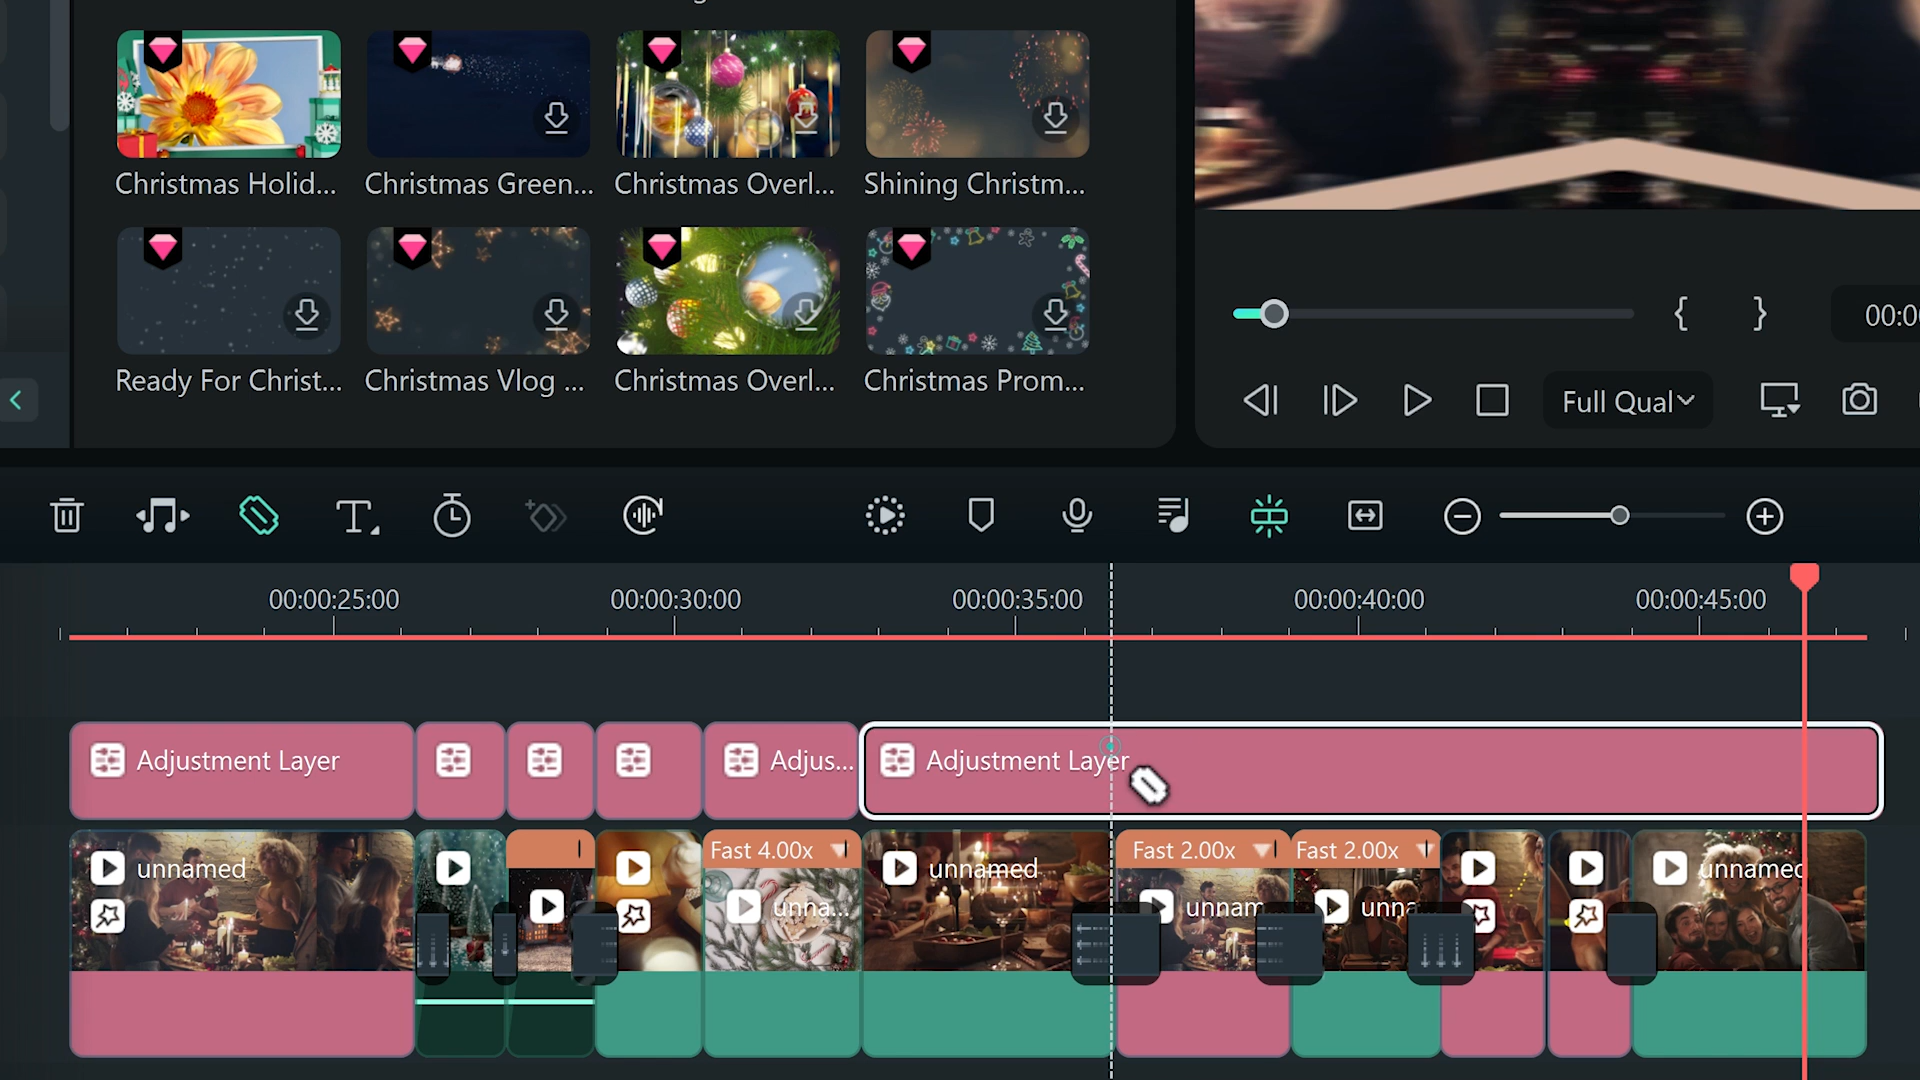 Christmas Holid...
Christmas Green...
Christmas Overl...
Shining Christm...
Ready For Christ...
Christmas Vlog ...
Christmas Overl...
Christmas Prom...
{ }
00:0
Full Qual
00:00:25:00
00:00:30:00
00:00:35:00
00:00:40:00
00:00:45:00
Adjustment Layer
Adjus...
Adjustment Layer
unnamed
Fast 4.00x
unna...
unnamed
Fast 2.00x
unnam
Fast 2.00x
unna
unnamed